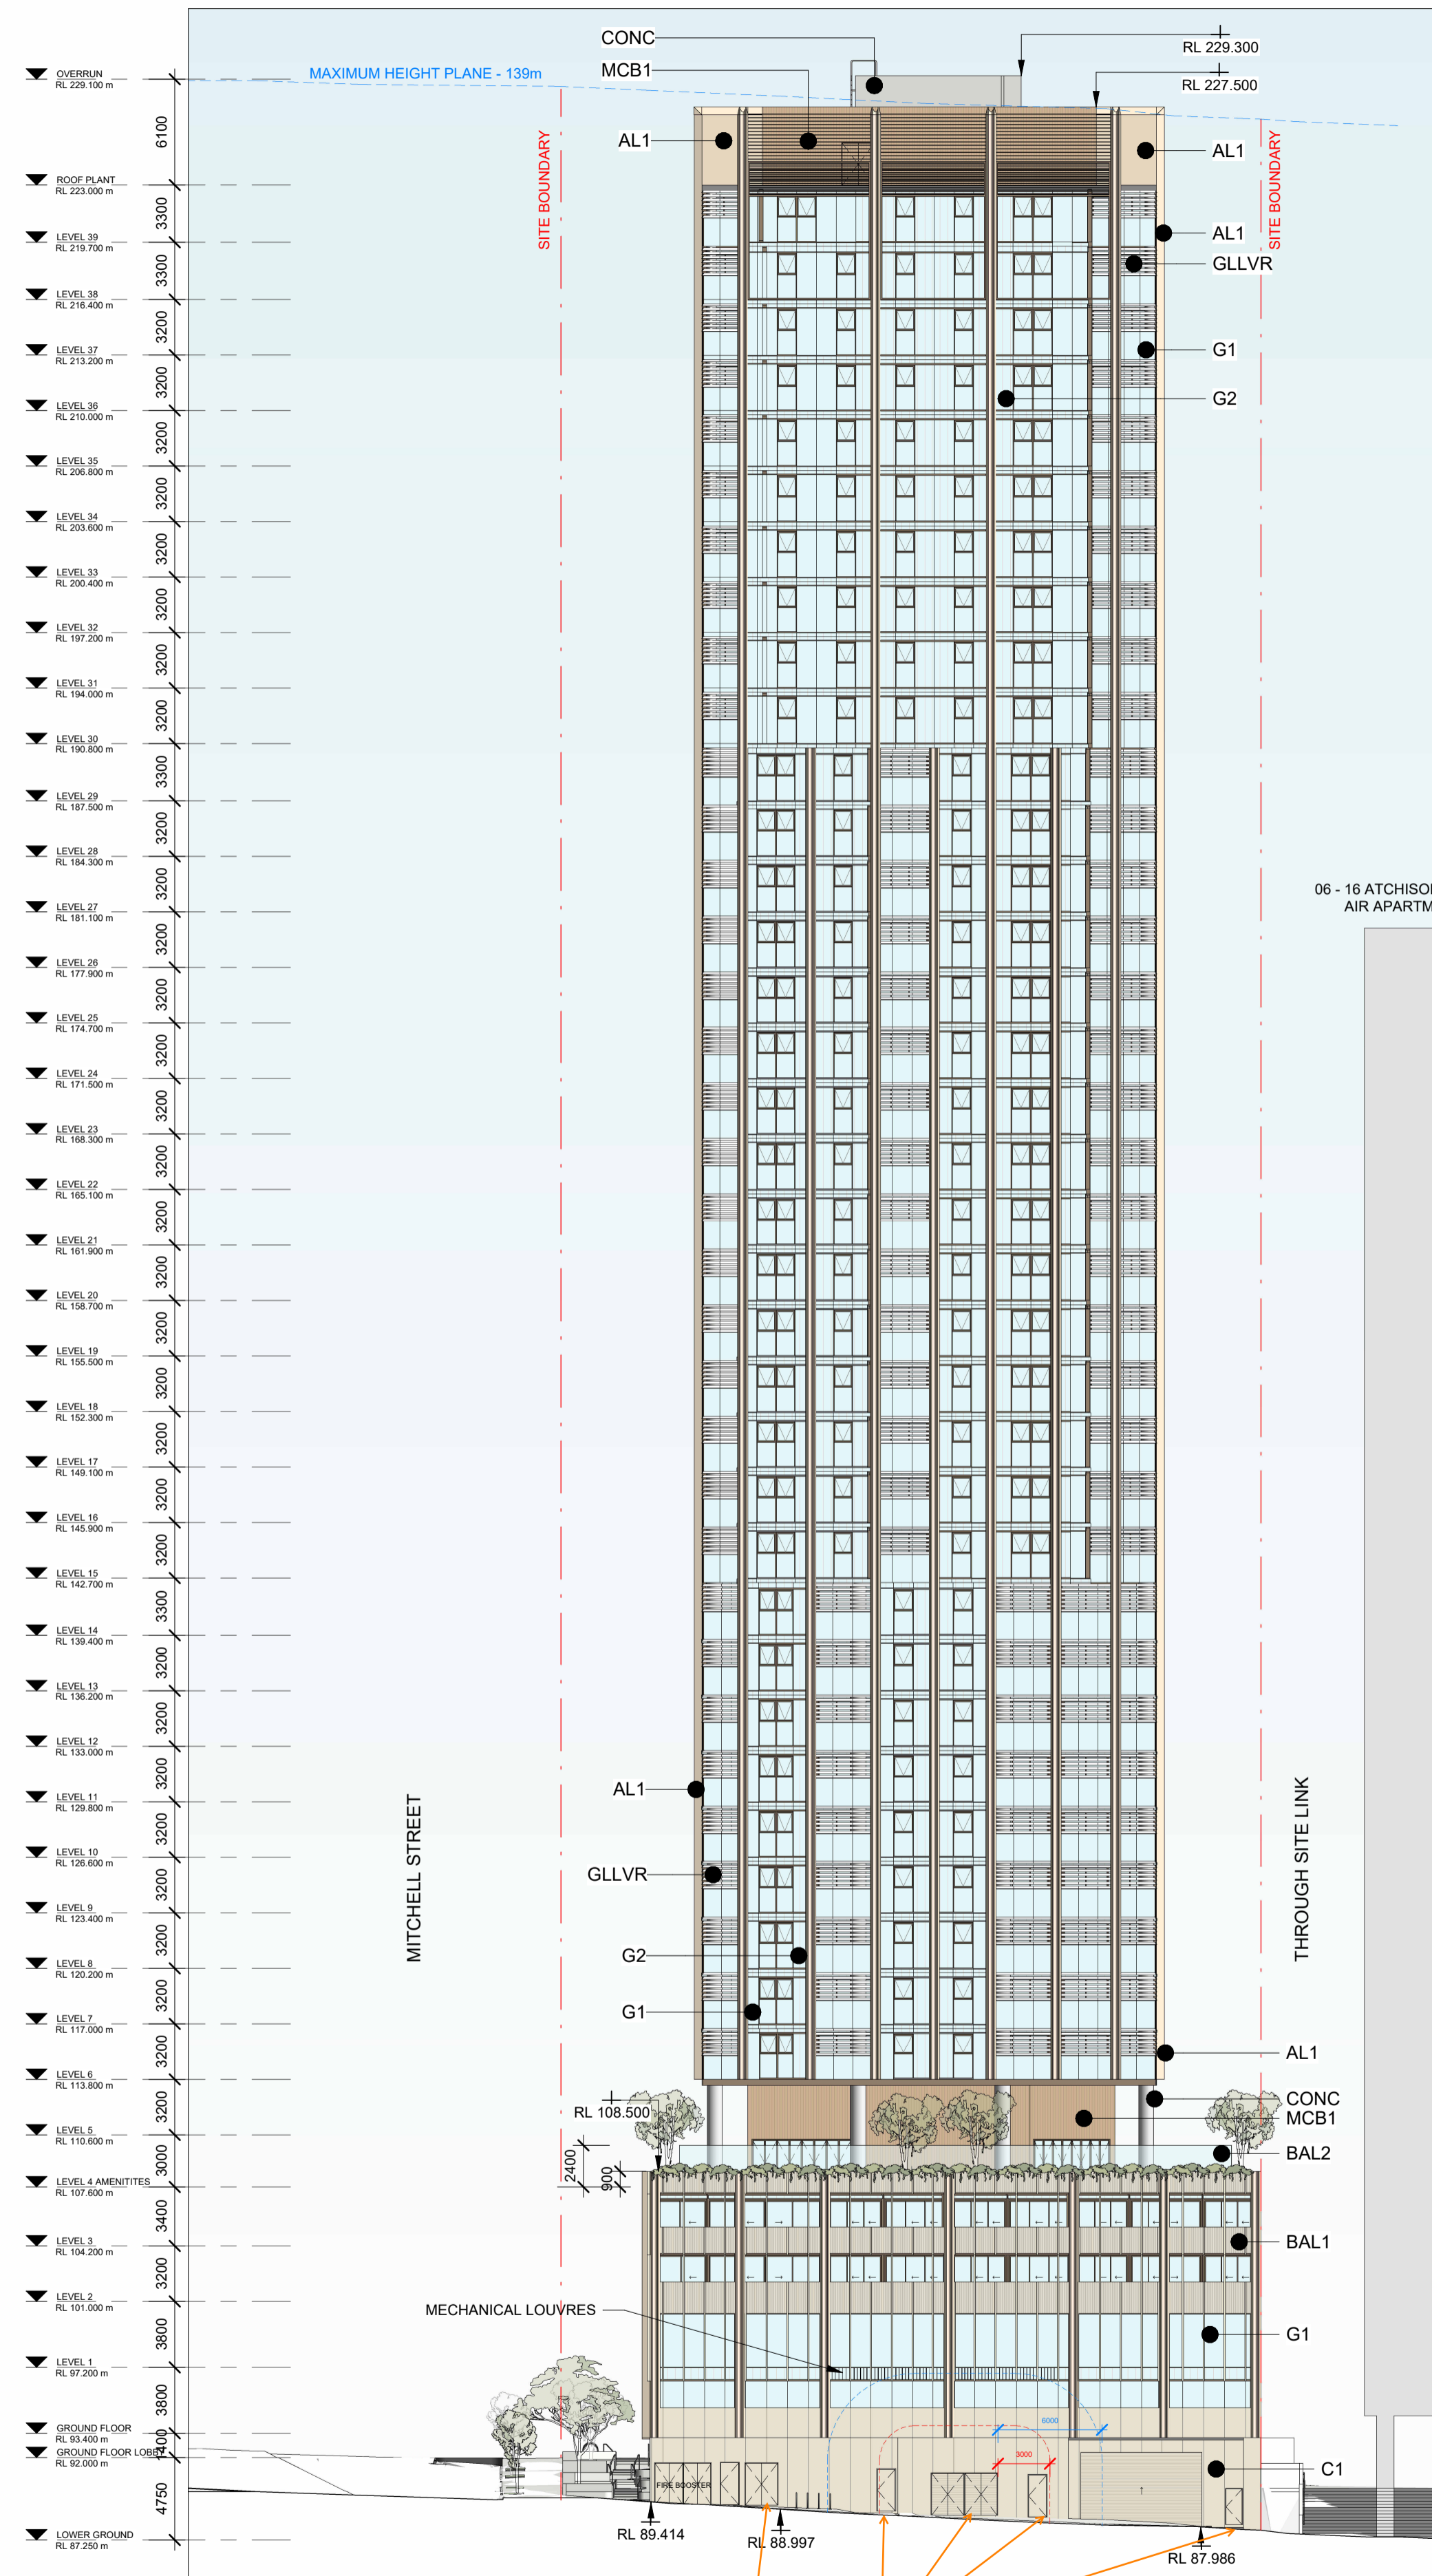 CONC
RL 229.300
MAXIMUM HEIGHT PLANE - 139m
MCB1
RL 227.500
OVERRUN
RL 229.100 m
6100
SITE BOUNDARY
AL1
AL1
SITE BOUNDARY
ROOF PLANT
RL 223.000 m
3300
AL1
LEVEL 39
RL 219.700 m
3300
GLLVR
LEVEL 38
RL 216.400 m
3200
G1
LEVEL 37
RL 213.200 m
3200
G2
LEVEL 36
RL 210.000 m
3200
LEVEL 35
RL 206.800 m
3200
LEVEL 34
RL 203.600 m
3200
LEVEL 33
RL 200.400 m
3200
LEVEL 32
RL 197.200 m
3200
LEVEL 31
RL 194.000 m
3200
LEVEL 30
RL 190.800 m
3300
LEVEL 29
RL 187.500 m
3200
LEVEL 28
RL 184.300 m
3200
06 - 16 ATCHISO
AIR APARTM
LEVEL 27
RL 181.100 m
3200
LEVEL 26
RL 177.900 m
3200
LEVEL 25
RL 174.700 m
3200
LEVEL 24
RL 171.500 m
3200
LEVEL 23
RL 168.300 m
3200
LEVEL 22
RL 165.100 m
3200
LEVEL 21
RL 161.900 m
3200
LEVEL 20
RL 158.700 m
3200
LEVEL 19
RL 155.500 m
3200
LEVEL 18
RL 152.300 m
3200
LEVEL 17
RL 149.100 m
3200
LEVEL 16
RL 145.900 m
3200
LEVEL 15
RL 142.700 m
3300
LEVEL 14
RL 139.400 m
3200
LEVEL 13
RL 136.200 m
3200
LEVEL 12
RL 133.000 m
3200
AL1
LEVEL 11
RL 129.800 m
3200
MITCHELL STREET
THROUGH SITE LINK
LEVEL 10
RL 126.600 m
3200
GLLVR
LEVEL 9
RL 123.400 m
3200
G2
LEVEL 8
RL 120.200 m
3200
G1
LEVEL 7
RL 117.000 m
3200
AL1
LEVEL 6
RL 113.800 m
3200
CONC
RL 108.500
MCB1
LEVEL 5
RL 110.600 m
3000
2400
900
BAL2
LEVEL 4 AMENITITES
RL 107.600 m
3400
BAL1
LEVEL 3
RL 104.200 m
3200
LEVEL 2
RL 101.000 m
3800
MECHANICAL LOUVRES
G1
LEVEL 1
RL 97.200 m
3800
6000
GROUND FLOOR
RL 93.400 m
1400
3000
GROUND FLOOR LOBBY
RL 92.000 m
C1
FIRE BOOSTER
4750
RL 89.414
RL 88.997
RL 87.986
LOWER GROUND
RL 87.250 m